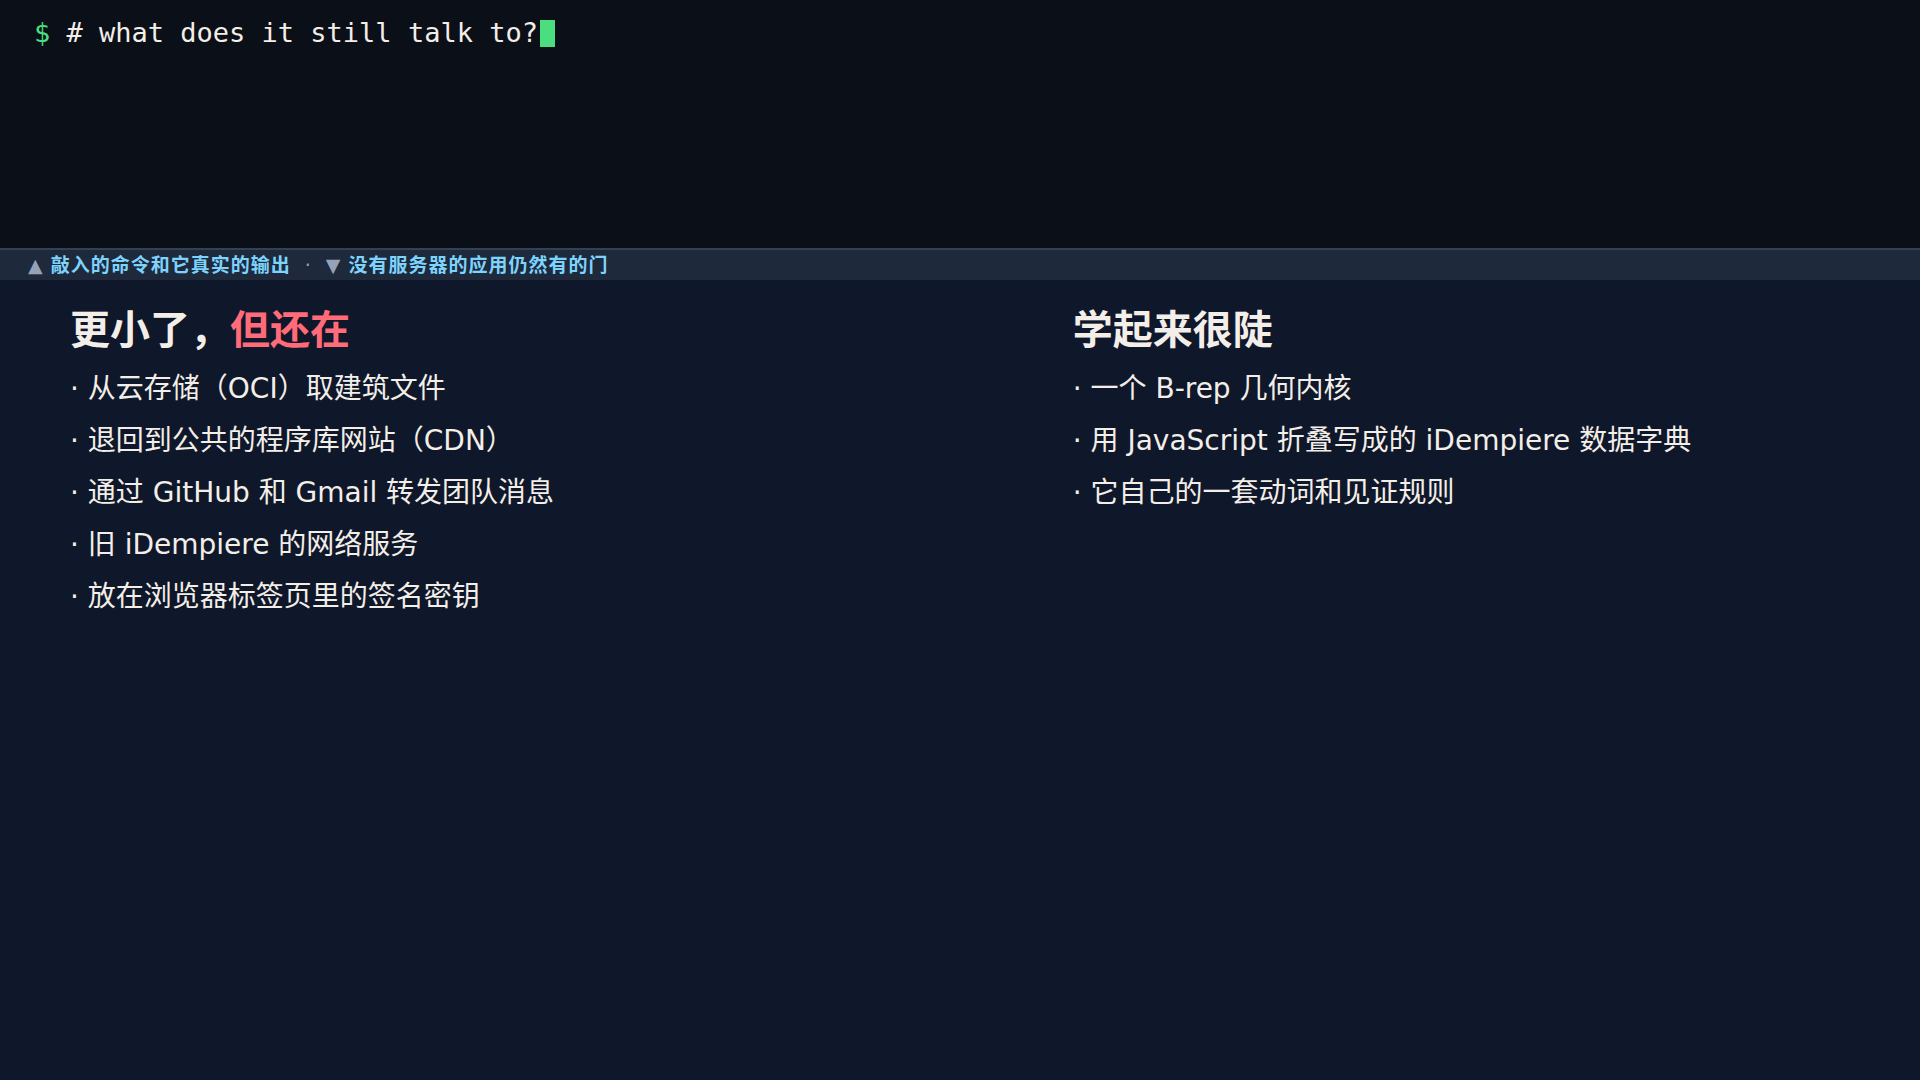 $ # what does it still talk to?
▲ 敲入的命令和它真实的输出 · ▼ 没有服务器的应用仍然有的门
更小了，但还在
· 从云存储（OCI）取建筑文件
· 退回到公共的程序库网站（CDN）
· 通过 GitHub 和 Gmail 转发团队消息
· 旧 iDempiere 的网络服务
· 放在浏览器标签页里的签名密钥
学起来很陡
· 一个 B-rep 几何内核
· 用 JavaScript 折叠写成的 iDempiere 数据字典
· 它自己的一套动词和见证规则